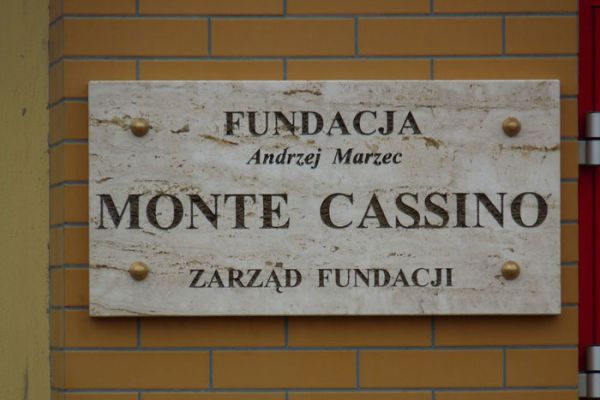 FUNDACJA
Andrzej Marzec
MONTE CASSINO
ZARZĄD FUNDACJI